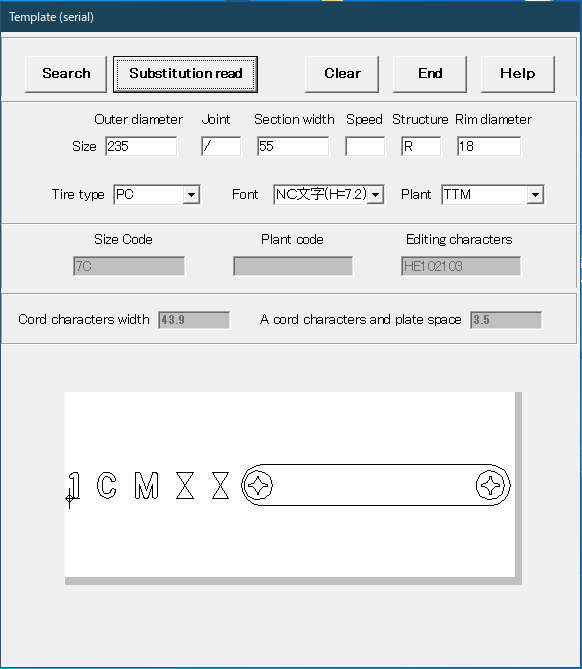 Template (serial)
Search Substitution read Clear End Help
Outer diameter Joint Section width Speed Structure Rim diameter
Size 235 / 55 R 18
Tire type PC Font NC文字(H=7.2) Plant TTM
Size Code Plant code Editing characters
7C HE102103
Cord characters width 43.9 A cord characters and plate space 3.5
1 C M X X